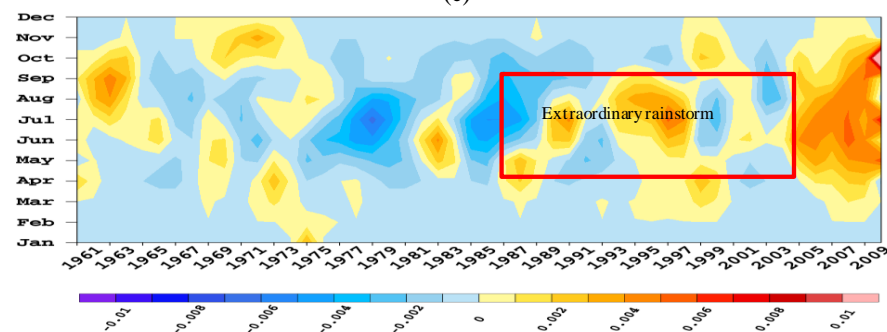 Dec
Nov
Oct
Sep
Aug
Jul
Jun
May
Apr
Mar
Feb
Jan
Extraordinary rainstorm
1961 1963 1965 1967 1969 1971 1973 1975 1977 1979 1981 1983 1985 1987 1989 1991 1993 1995 1997 1999 2001 2003 2005 2007 2009
-0.01 -0.008 -0.006 -0.004 -0.002 0 0.002 0.004 0.006 0.008 0.01